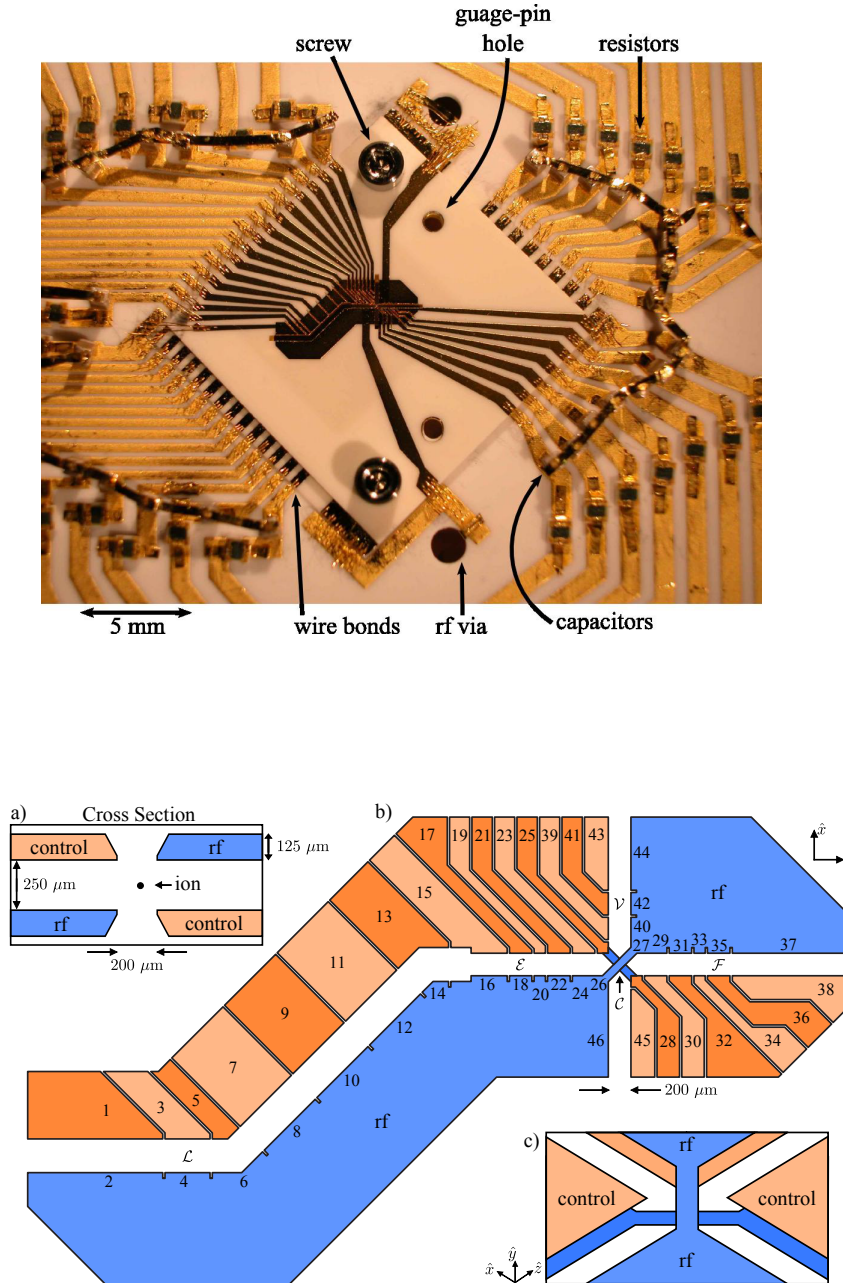 guage-pin
screw
hole
resistors
5 mm
wire bonds
rf via
capacitors
a)
Cross Section
control
rf
125 μm
250 μm
ion
rf
control
200 μm
b)
17
19
21
23
25
39
41
43
44
rf
x̂
15
13
11
9
7
5
3
1
42
𝒱
40
27
29
31
33
35
37
ℰ
ℱ
16
18
20
22
24
26
𝒞
14
12
10
8
6
4
2
ℒ
rf
46
45
28
30
32
34
36
38
200 μm
c)
rf
control
control
rf
x̂
ŷ
ẑ